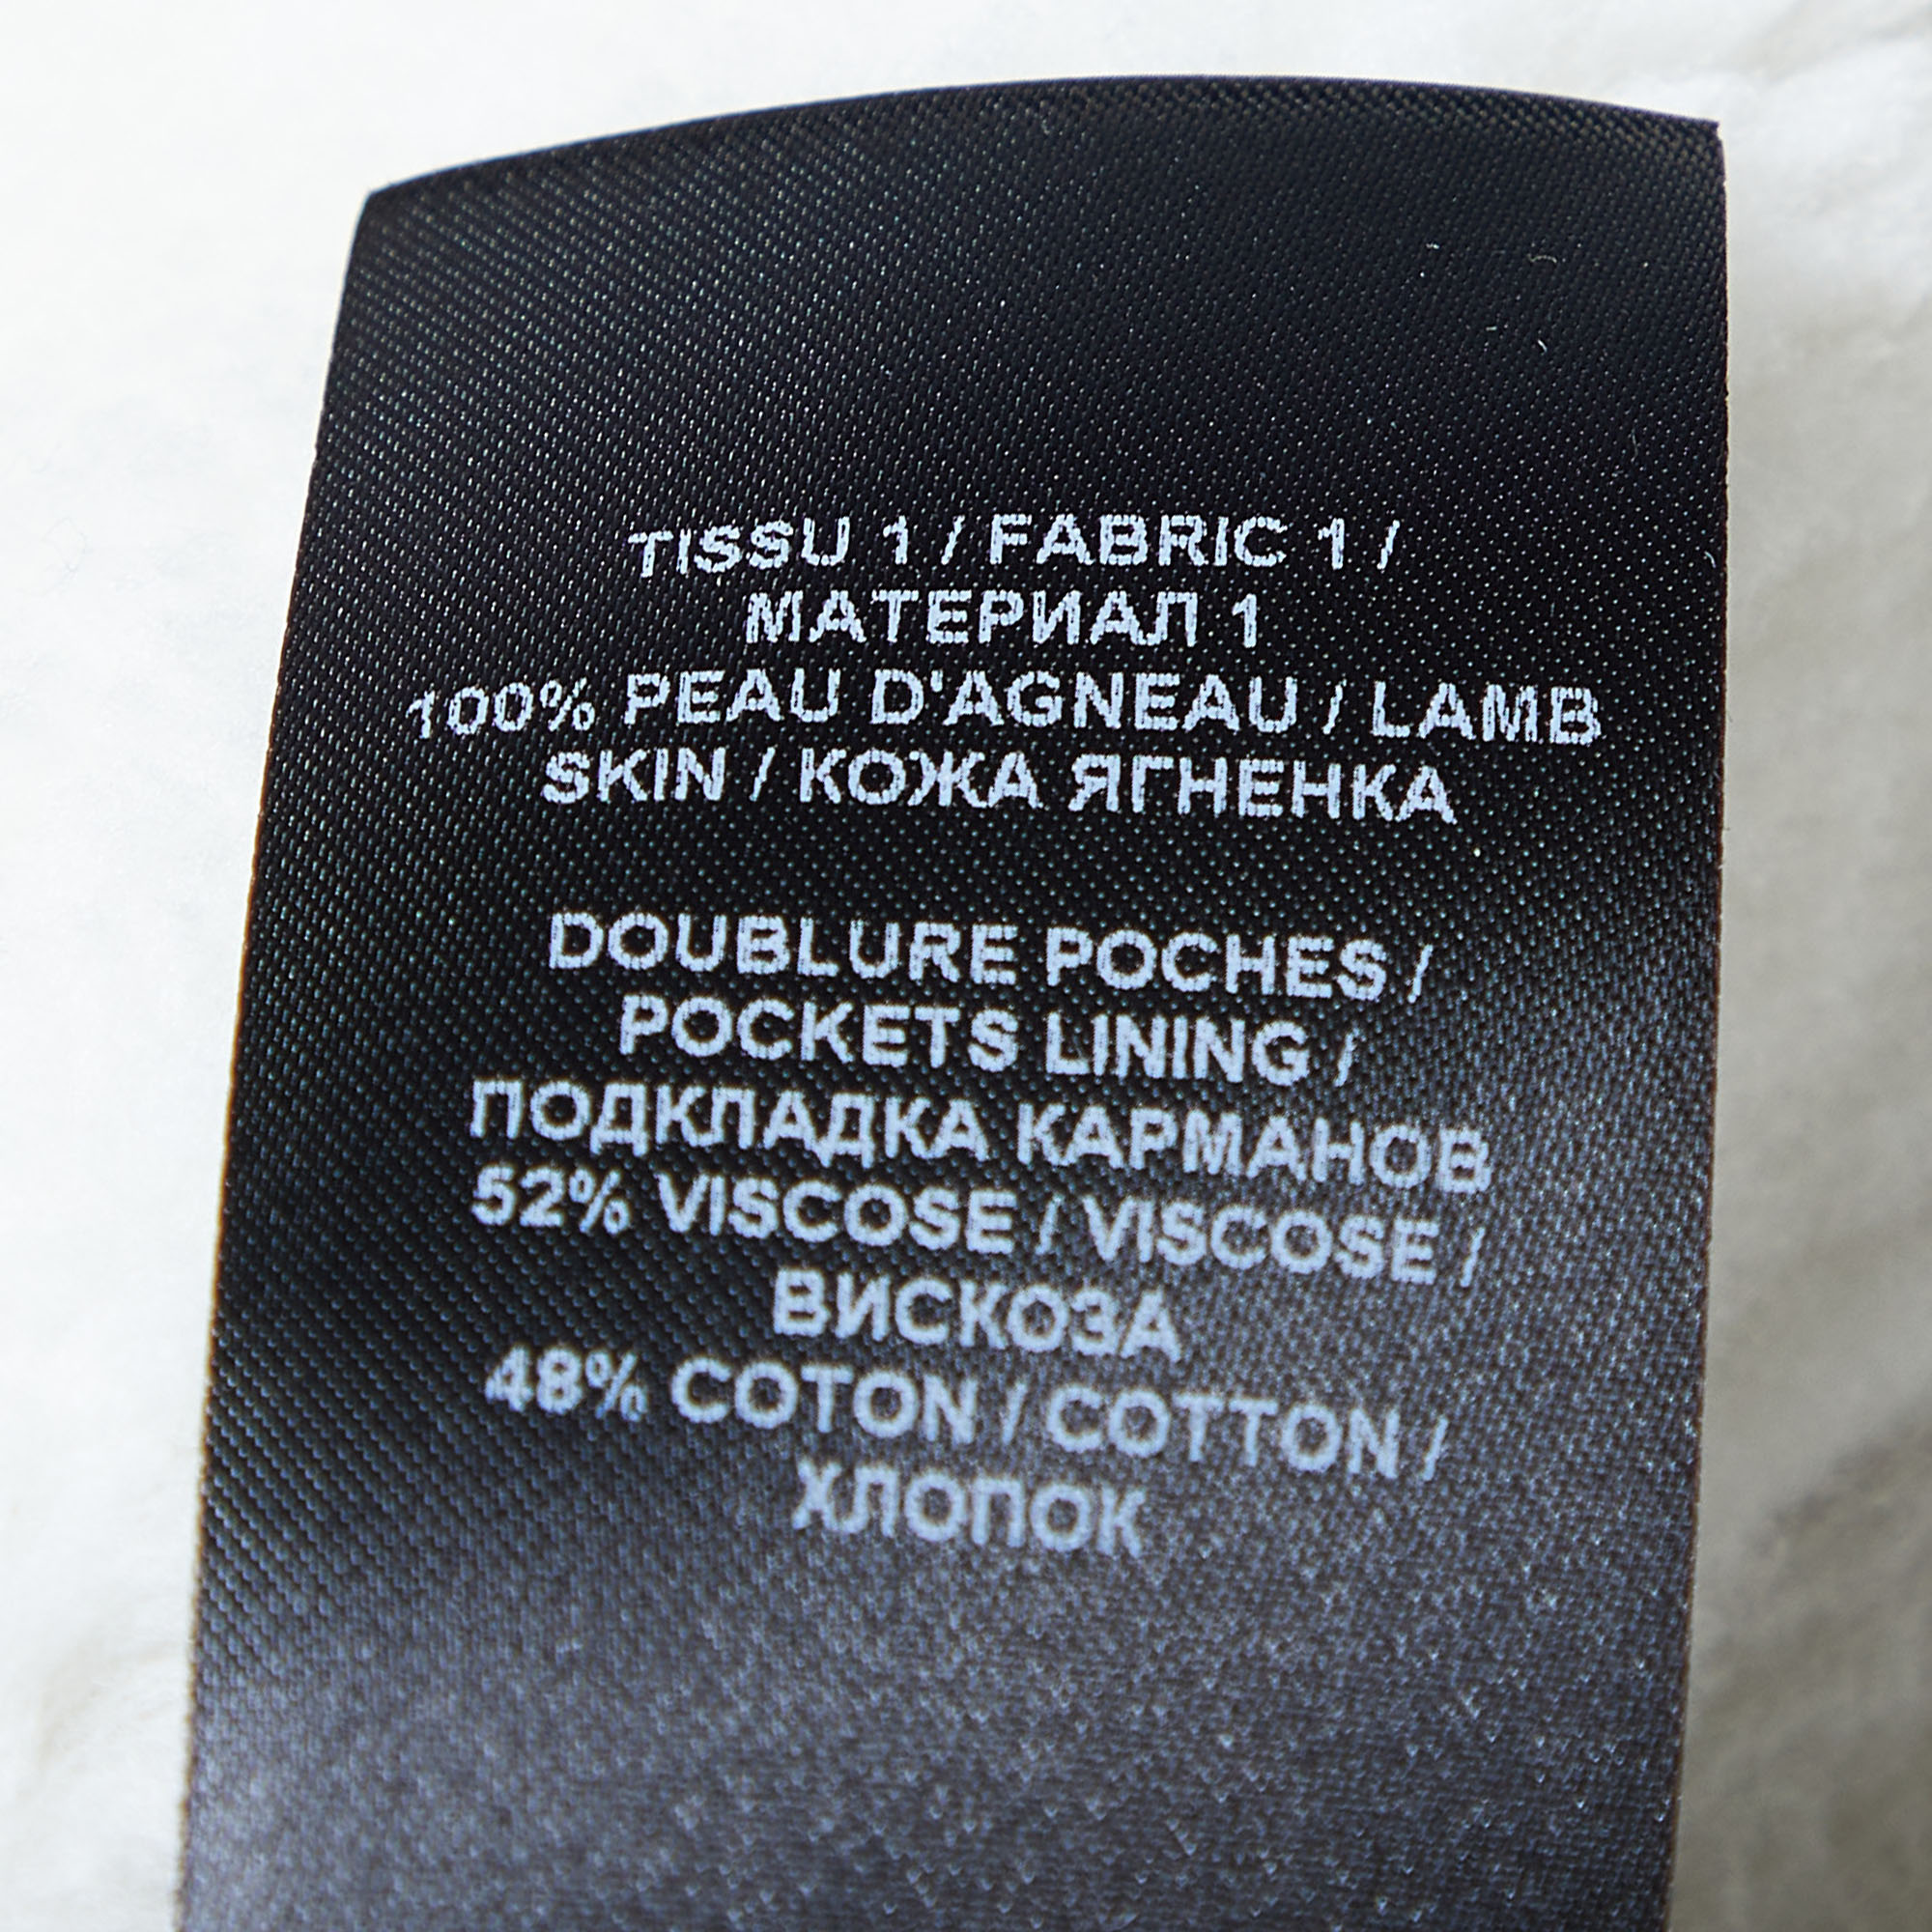 TISSU 1 / FABRIC 1 /
МАТЕРИАЛ 1
100% PEAU D'AGNEAU / LAMB
SKIN / КОЖА ЯГНЕНКА
DOUBLURE POCHES /
POCKETS LINING /
ПОДКЛАДКА КАРМАНОВ
52% VISCOSE / VISCOSE /
ВИСКОЗА
48% COTON / COTTON /
ХЛОПОК